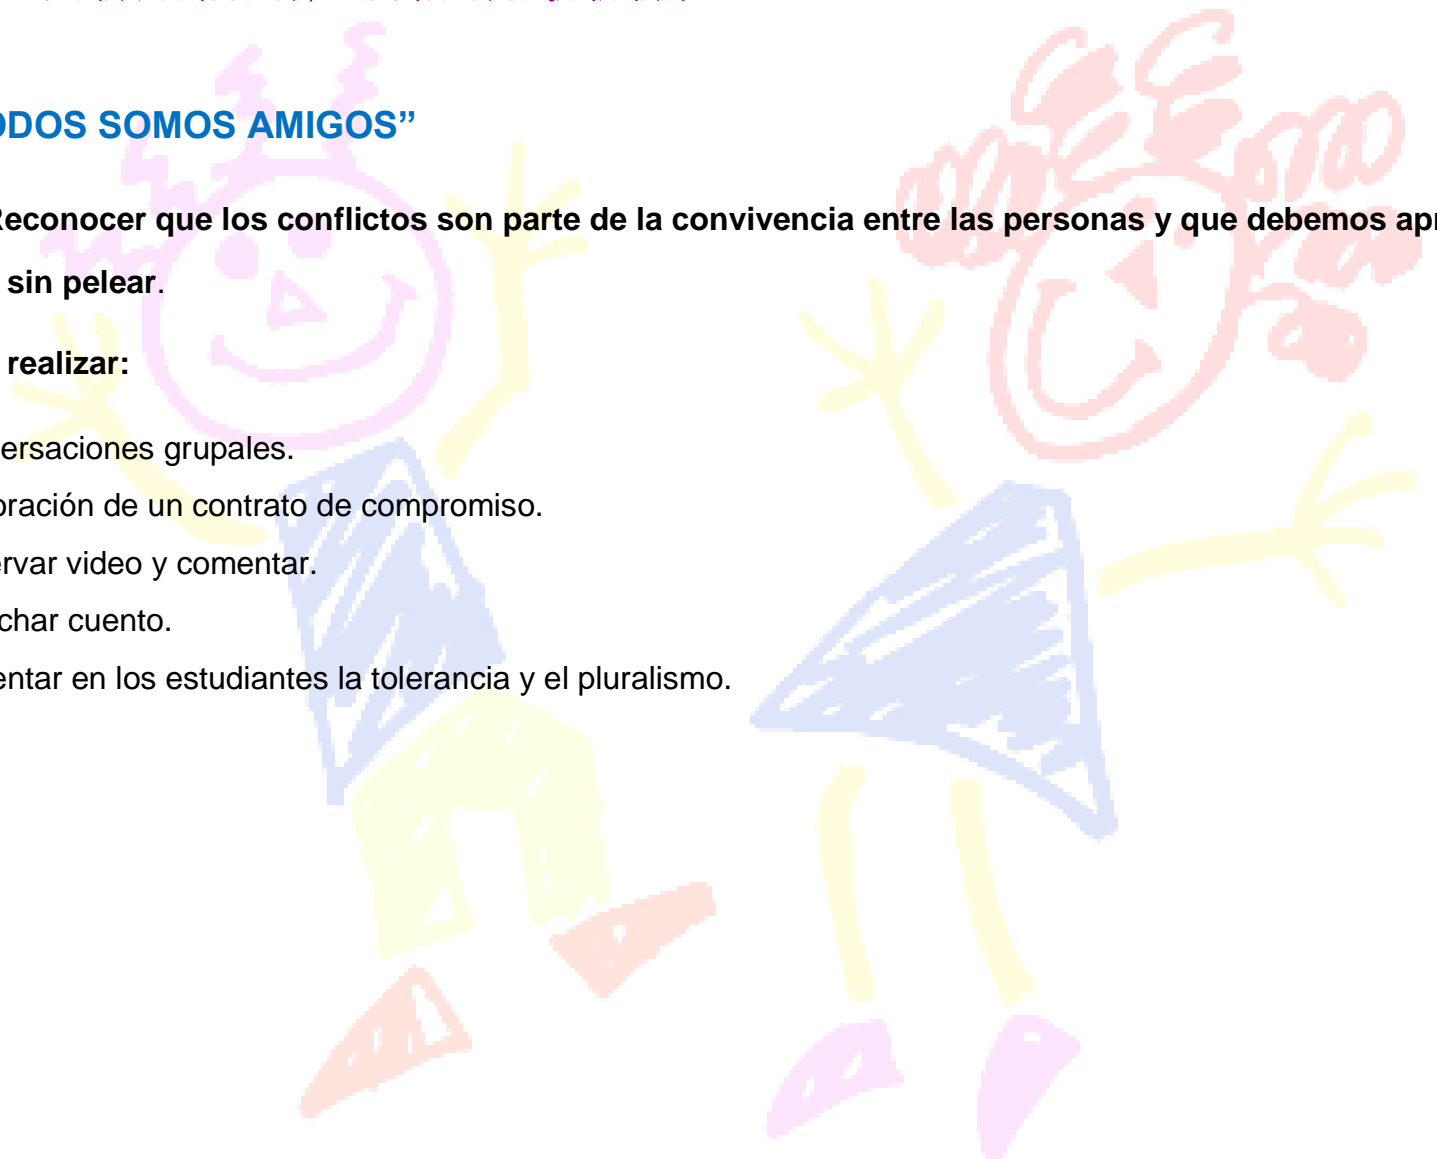 ODOS SOMOS AMIGOS”
Reconocer que los conflictos son parte de la convivencia entre las personas y que debemos apr
sin pelear.
realizar:
ersaciones grupales.
oración de un contrato de compromiso.
ervar video y comentar.
char cuento.
entar en los estudiantes la tolerancia y el pluralismo.